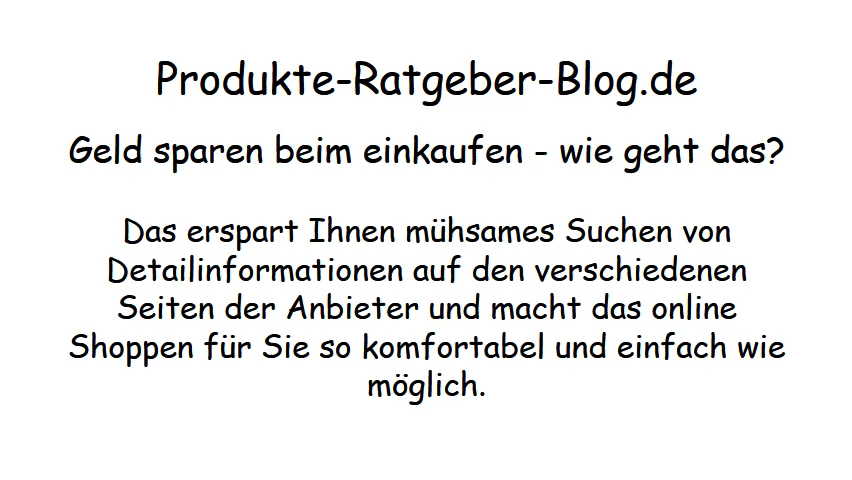 Produkte-Ratgeber-Blog.de
Geld sparen beim einkaufen - wie geht das?
Das erspart Ihnen mühsames Suchen von
Detailinformationen auf den verschiedenen
Seiten der Anbieter und macht das online
Shoppen für Sie so komfortabel und einfach wie
möglich.